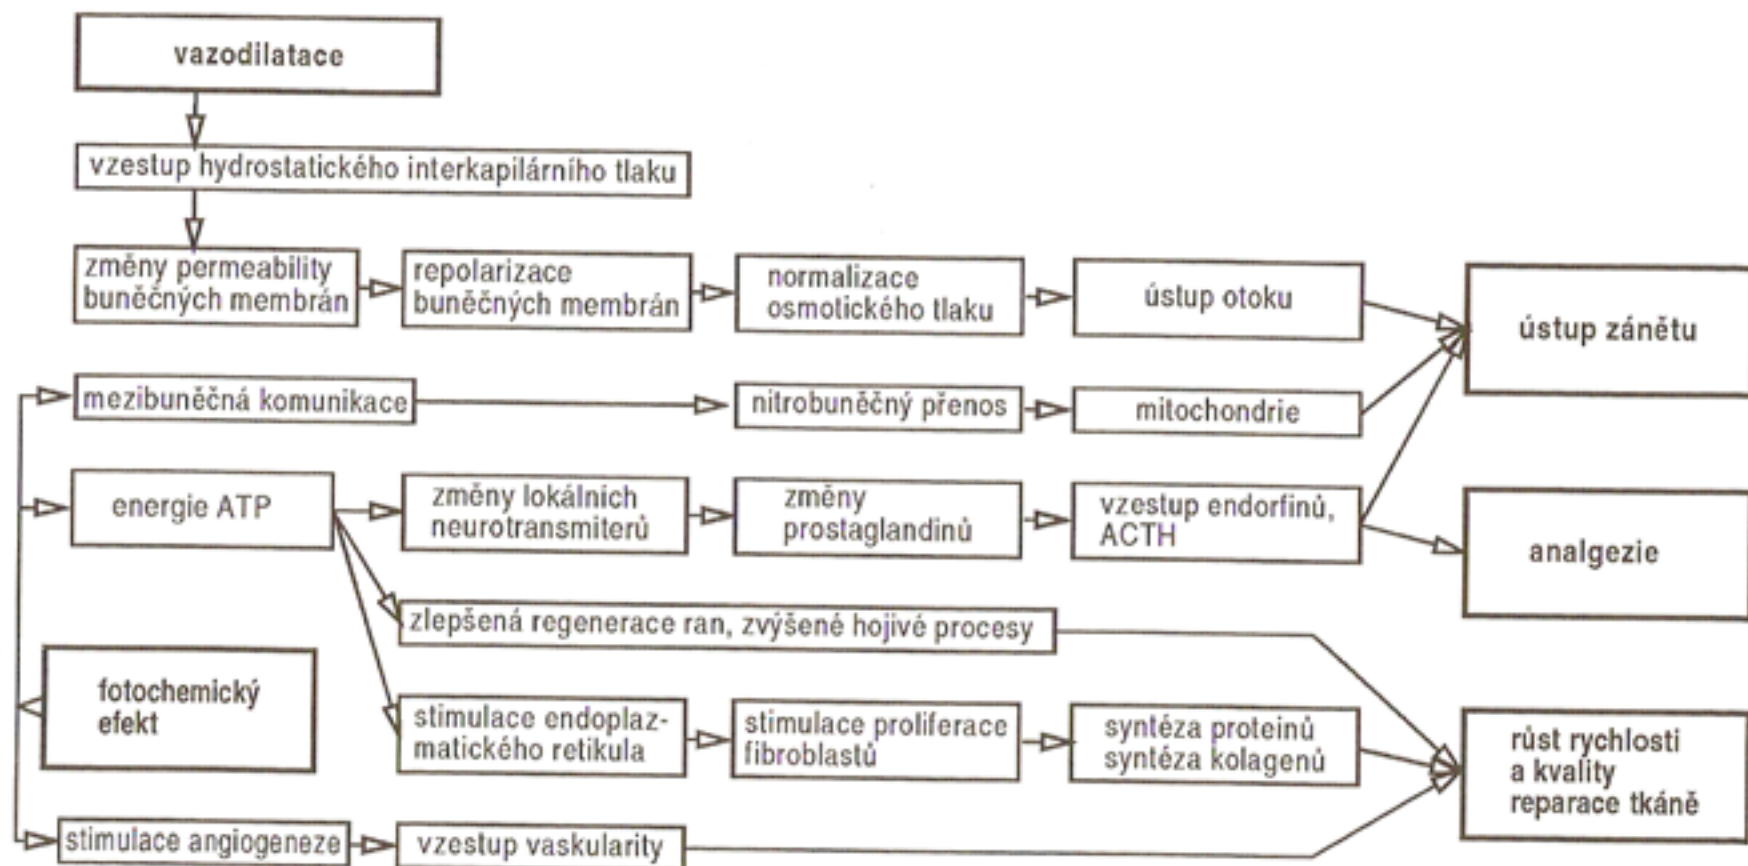 vazodilatace
vzestup hydrostatického interkapilárního tlaku
změny permeability
buněčných membrán
repolarizace
buněčných membrán
normalizace
osmotického tlaku
ústup otoku
ústup zánětu
mezibuněčná komunikace
nitrobuněčný přenos
mitochondrie
energie ATP
změny lokálních
neurotransmiterů
změny
prostaglandinů
vzestup endorfinů,
ACTH
analgezie
zlepšená regenerace ran, zvýšené hojivé procesy
fotochemický
efekt
stimulace endoplaz-
matického retikula
stimulace proliferace
fibroblastů
syntéza proteinů
syntéza kolagenů
růst rychlosti
a kvality
reparace tkáně
stimulace angiogeneze
vzestup vaskularity